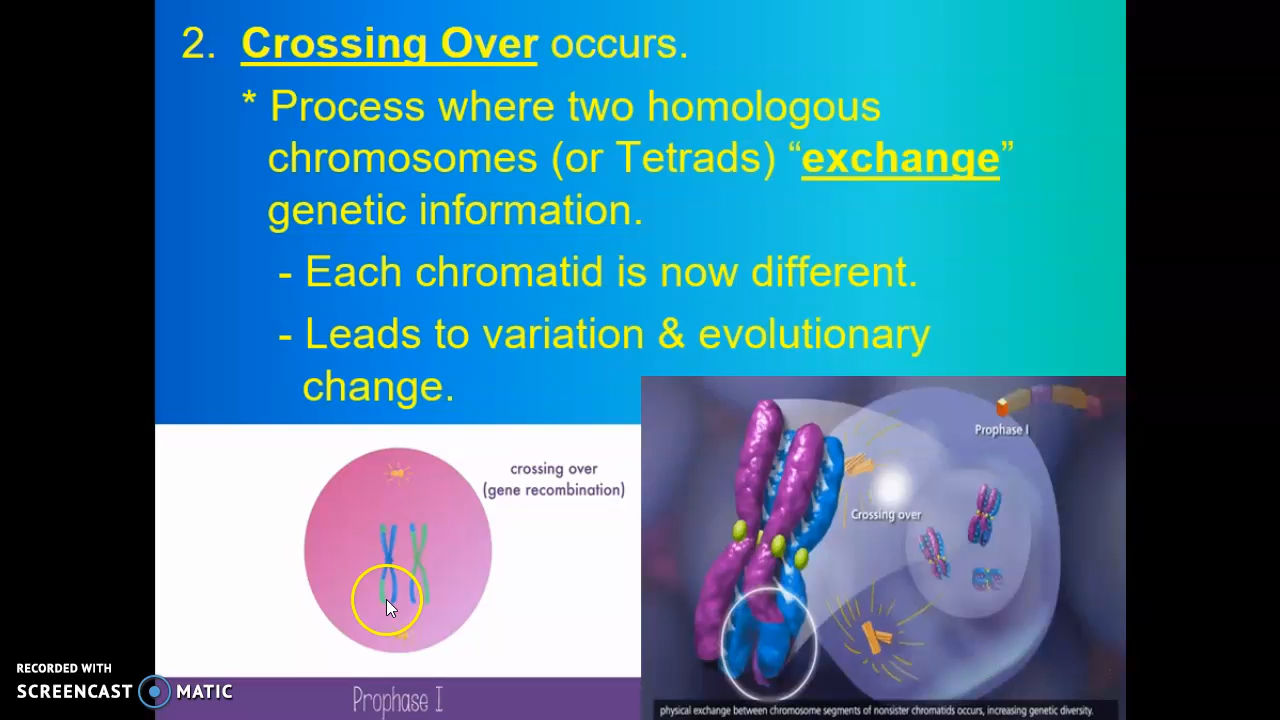 2. Crossing Over occurs.
* Process where two homologous
chromosomes (or Tetrads) “exchange”
genetic information.
- Each chromatid is now different.
- Leads to variation & evolutionary
change.
Prophase I
crossing over
(gene recombination)
Crossing over
RECORDED WITH
SCREENCAST MATIC
Prophase I
physical exchange between chromosome segments of nonsister chromatids occurs, increasing genetic diversity.